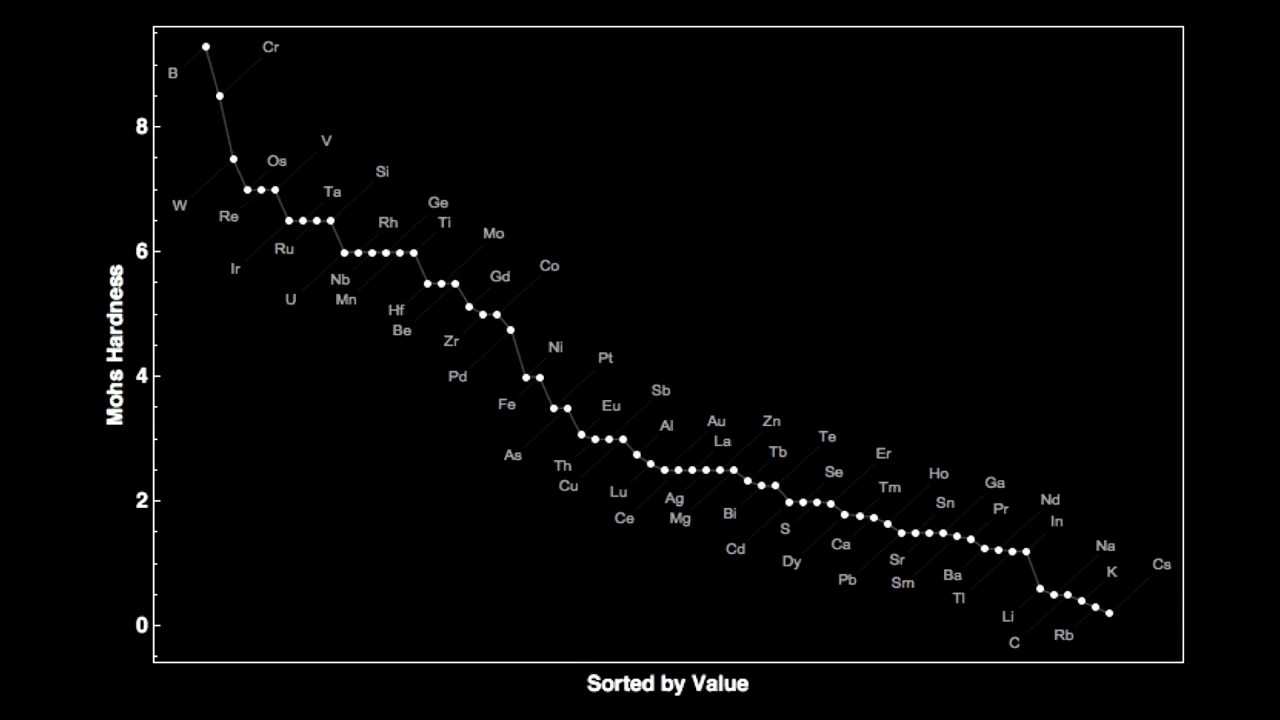 Cr
B
8
V
Os
Si
Ta
W
Ge
Re
Rh
Ti
Mo
Ru
6
Co
Ir
Gd
Nb
U
Mn
Hf
Be
Zr
Mohs Hardness
Ni
Pt
4
Pd
Sb
Fe
Eu
Au
Zn
Al
Te
La
Tb
Er
As
Th
Se
Ho
Ga
Cu
Tm
Lu
Ag
2
Nd
Sn
Pr
Bi
Ce
Mg
In
S
Ca
Na
Cd
Sr
Dy
Cs
K
Ba
Pb
Sm
Tl
Li
0
Rb
C
Sorted by Value